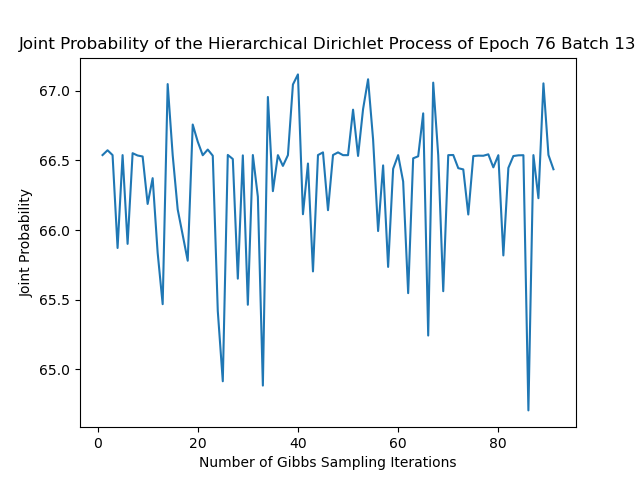 Joint Probability of the Hierarchical Dirichlet Process of Epoch 76 Batch 13
67.0
66.5
66.0
65.5
65.0
Joint Probability
0 20 40 60 80
Number of Gibbs Sampling Iterations